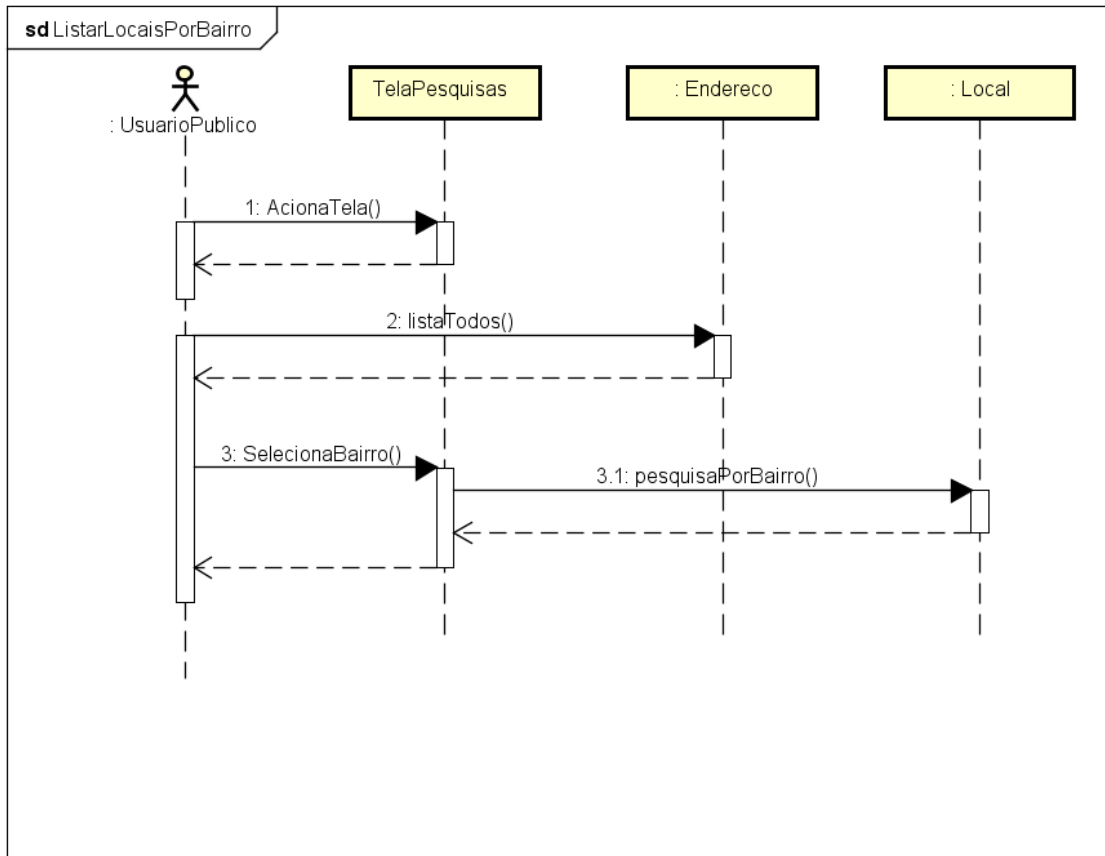 sd ListarLocaisPorBairro
: UsuarioPublico
TelaPesquisas
: Endereco
: Local
1: AcionaTela()
2: listaTodos()
3: SelecionaBairro()
3.1: pesquisaPorBairro()